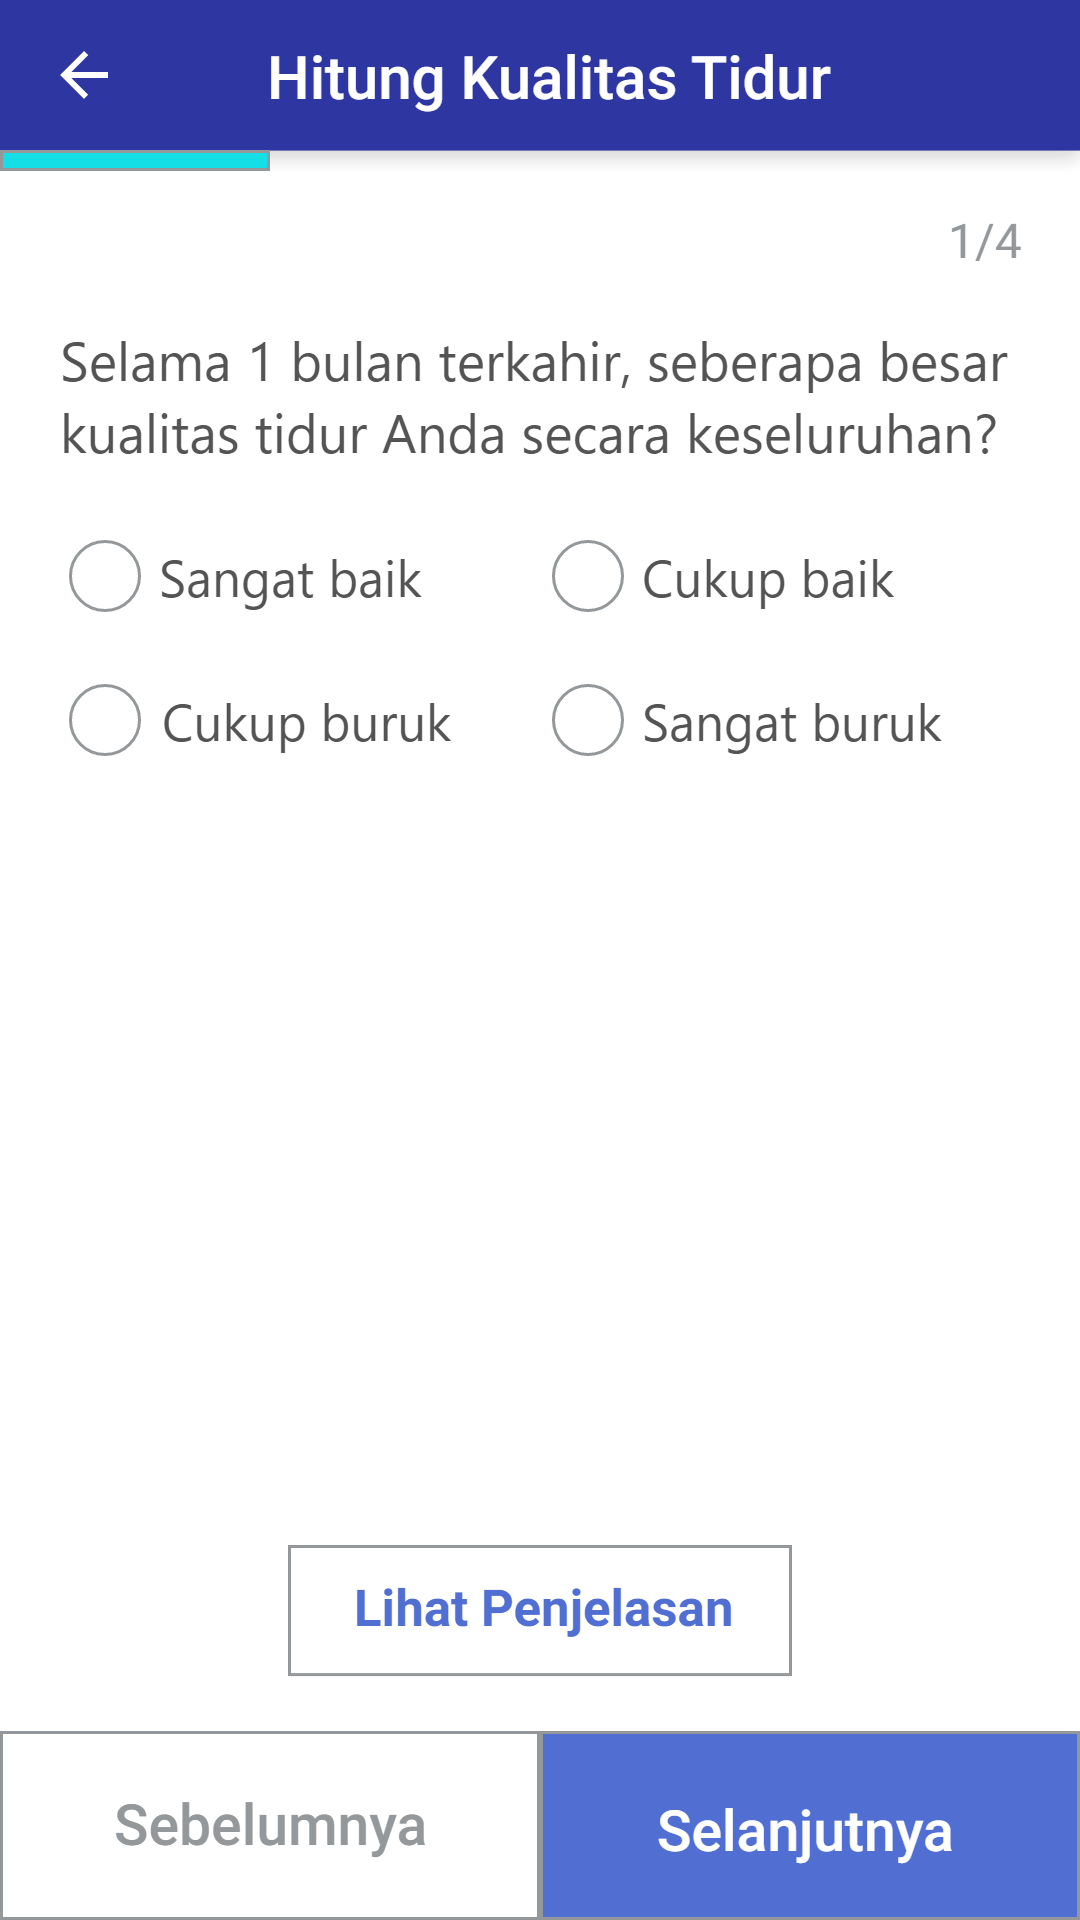 Hitung Kualitas Tidur
1/4
Selama 1 bulan terkahir, seberapa besar
kualitas tidur Anda secara keseluruhan?
Sangat baik
Cukup baik
Cukup buruk
Sangat buruk
Lihat Penjelasan
Sebelumnya
Selanjutnya